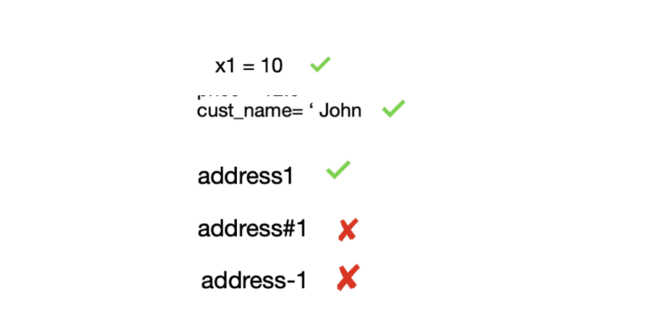 x1 = 10
cust_name= ‘ John
address1
address#1
address-1